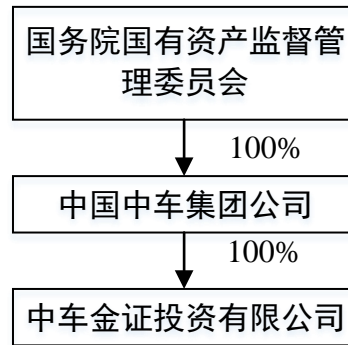 国务院国有资产监督管
理委员会
100%
中国中车集团公司
100%
中车金证投资有限公司